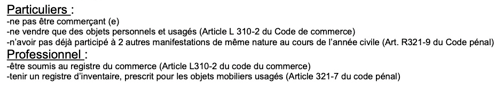 Particuliers :
-ne pas être commerçant (e)
-ne vendre que des objets personnels et usagés (Article L 310-2 du Code de commerce)
-n'avoir pas déjà participé à 2 autres manifestations de même nature au cours de l'année civile (Art. R321-9 du Code pénal)
Professionnel :
-être soumis au registre du commerce (Article L310-2 du code du commerce)
-tenir un registre d'inventaire, prescrit pour les objets mobiliers usagés (Article 321-7 du code pénal)